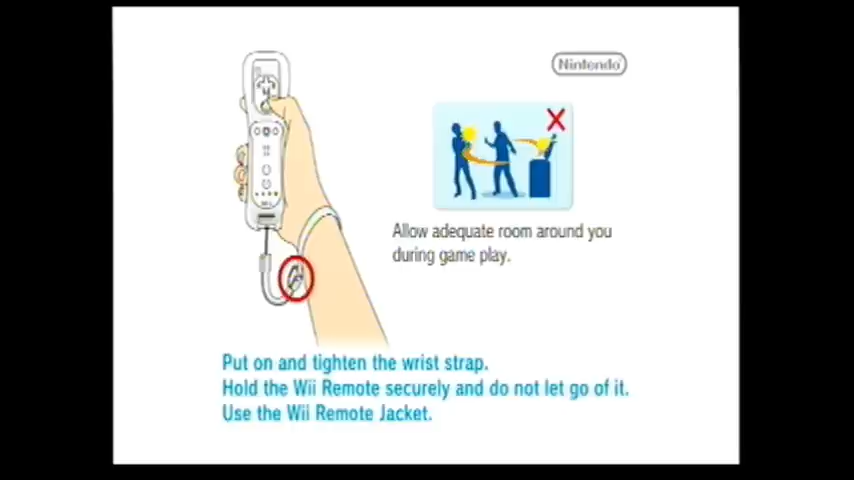 Nintendo
Allow adequate room around you
during game play.
Put on and tighten the wrist strap.
Hold the Wii Remote securely and do not let go of it.
Use the Wii Remote Jacket.